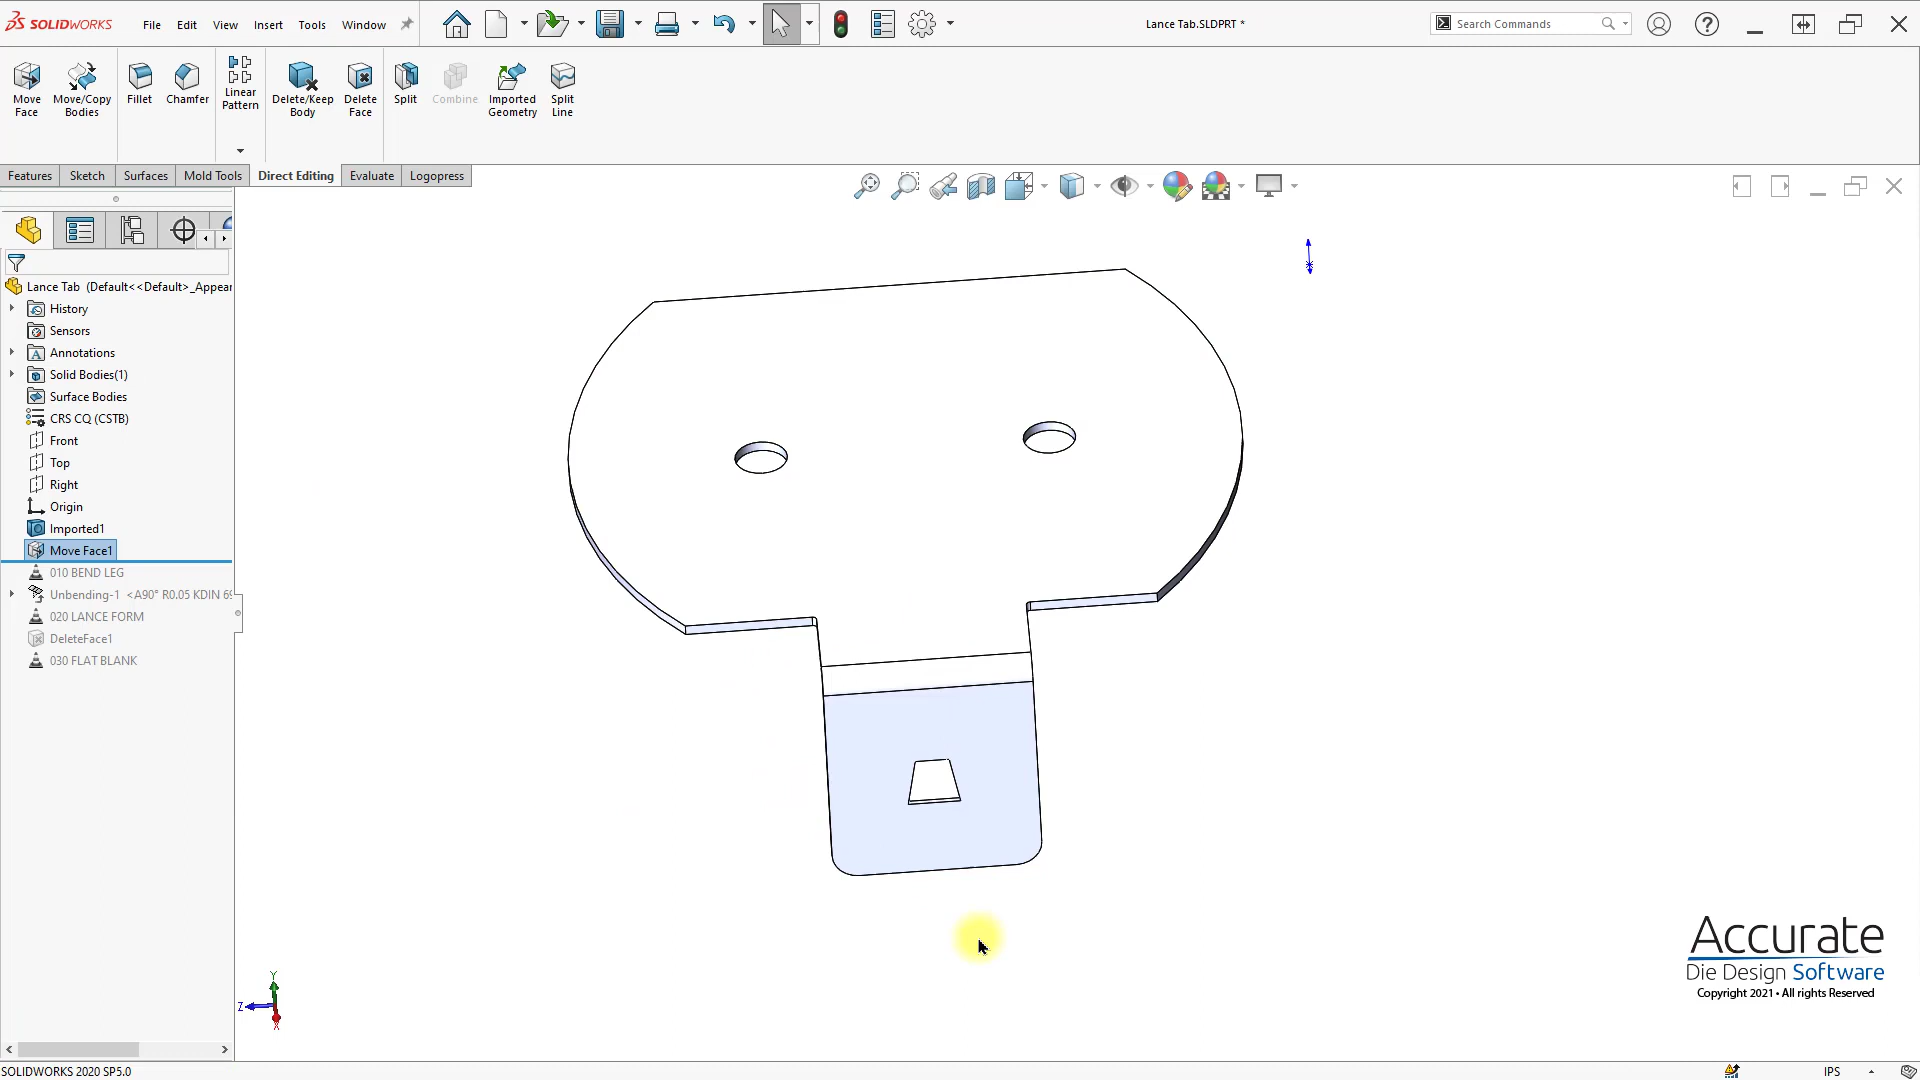 SOLIDWORKS
File Edit View Insert Tools Window
Lance Tab.SLDPRT *
Search Commands
Move Face
Move/Copy Bodies
Fillet
Chamfer
Linear Pattern
Delete/Keep Body
Delete Face
Split
Combine
Imported Geometry
Split Line
Features Sketch Surfaces Mold Tools Direct Editing Evaluate Logopress
Lance Tab (Default<<Default>_Appear
History
Sensors
Annotations
Solid Bodies(1)
Surface Bodies
CRS CQ (CSTB)
Front
Top
Right
Origin
Imported1
Move Face1
010 BEND LEG
Unbending-1 <A90° R0.05 KDIN 69
020 LANCE FORM
DeleteFace1
030 FLAT BLANK
Y
Z
X
Accurate
Die Design Software
Copyright 2021 • All rights Reserved
SOLIDWORKS 2020 SP5.0
IPS